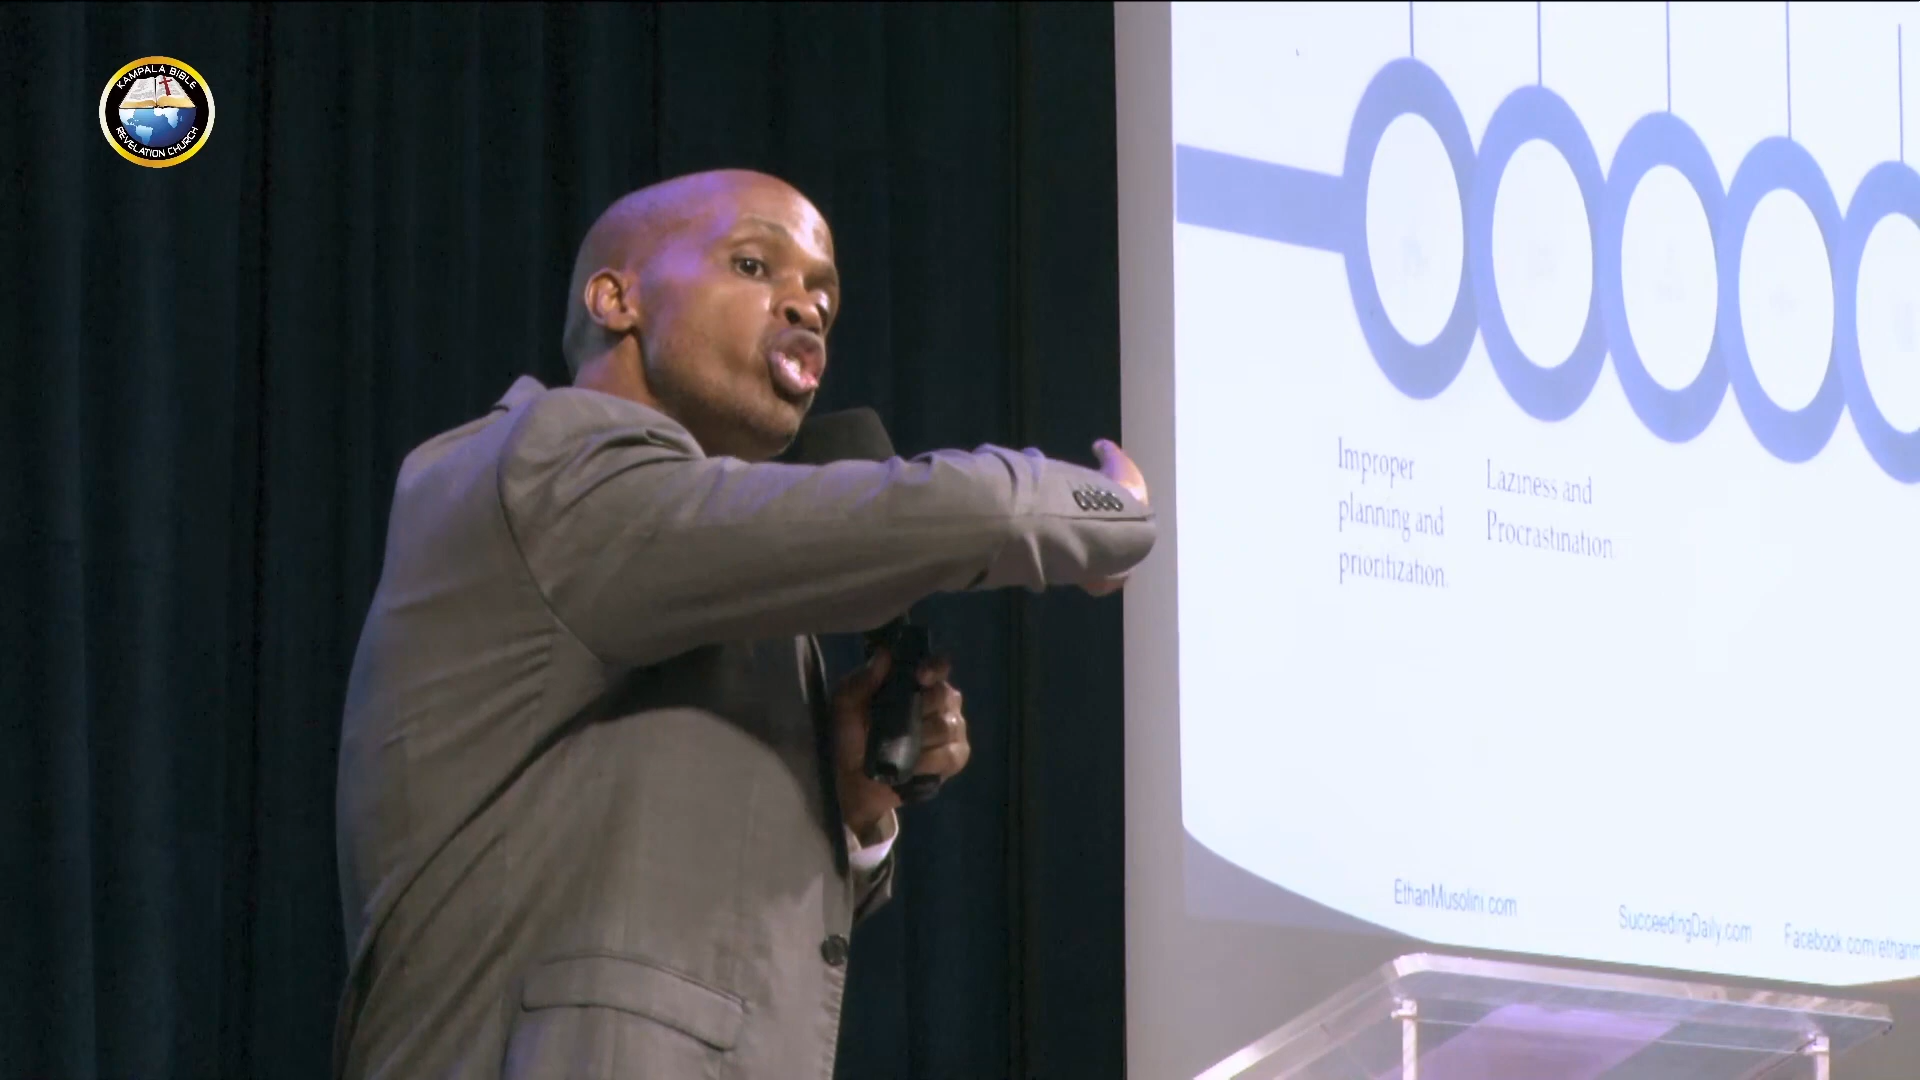 KAMPALA BIBLE
REVELATION CHURCH
Improper
planning and
prioritization.
Laziness and
Procrastination.
EthanMusolini.com
SucceedingDaily.com